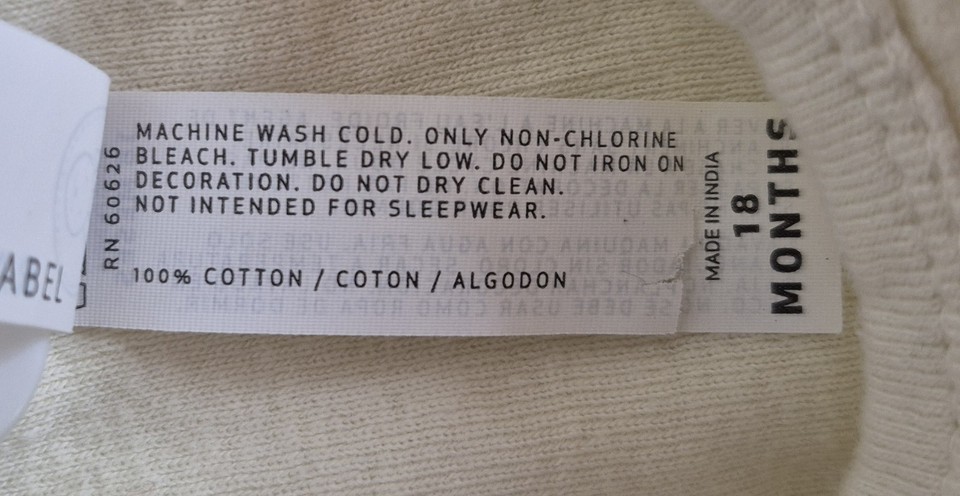 ABEL
RN 60626
MACHINE WASH COLD. ONLY NON-CHLORINE
BLEACH. TUMBLE DRY LOW. DO NOT IRON ON
DECORATION. DO NOT DRY CLEAN.
NOT INTENDED FOR SLEEPWEAR.
100% COTTON / COTON / ALGODON
MADE IN INDIA
18
MONTHS